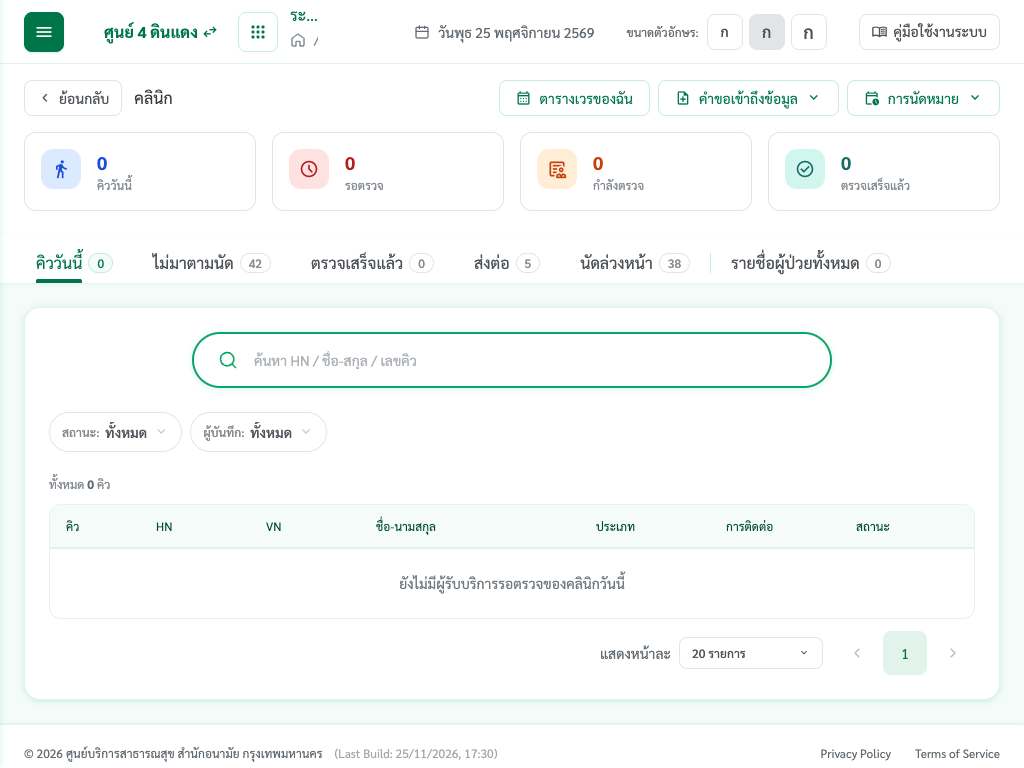 ศูนย์ 4 ดินแดง
ระ...
/
วันพุธ 25 พฤศจิกายน 2569
ขนาดตัวอักษร: ก ก ก
คู่มือใช้งานระบบ
ย้อนกลับ
คลินิก
ตารางเวรของฉัน
คำขอเข้าถึงข้อมูล
การนัดหมาย
0
คิววันนี้
0
รอตรวจ
0
กำลังตรวจ
0
ตรวจเสร็จแล้ว
คิววันนี้ 0
ไม่มาตามนัด 42
ตรวจเสร็จแล้ว 0
ส่งต่อ 5
นัดล่วงหน้า 38
รายชื่อผู้ป่วยทั้งหมด 0
ค้นหา HN / ชื่อ-สกุล / เลขคิว
สถานะ: ทั้งหมด
ผู้บันทึก: ทั้งหมด
ทั้งหมด 0 คิว
คิว HN VN ชื่อ-นามสกุล ประเภท การติดต่อ สถานะ
ยังไม่มีผู้รับบริการรอตรวจของคลินิกวันนี้
แสดงหน้าละ 20 รายการ 1
© 2026 ศูนย์บริการสาธารณสุข สำนักอนามัย กรุงเทพมหานคร (Last Build: 25/11/2026, 17:30)
Privacy Policy Terms of Service